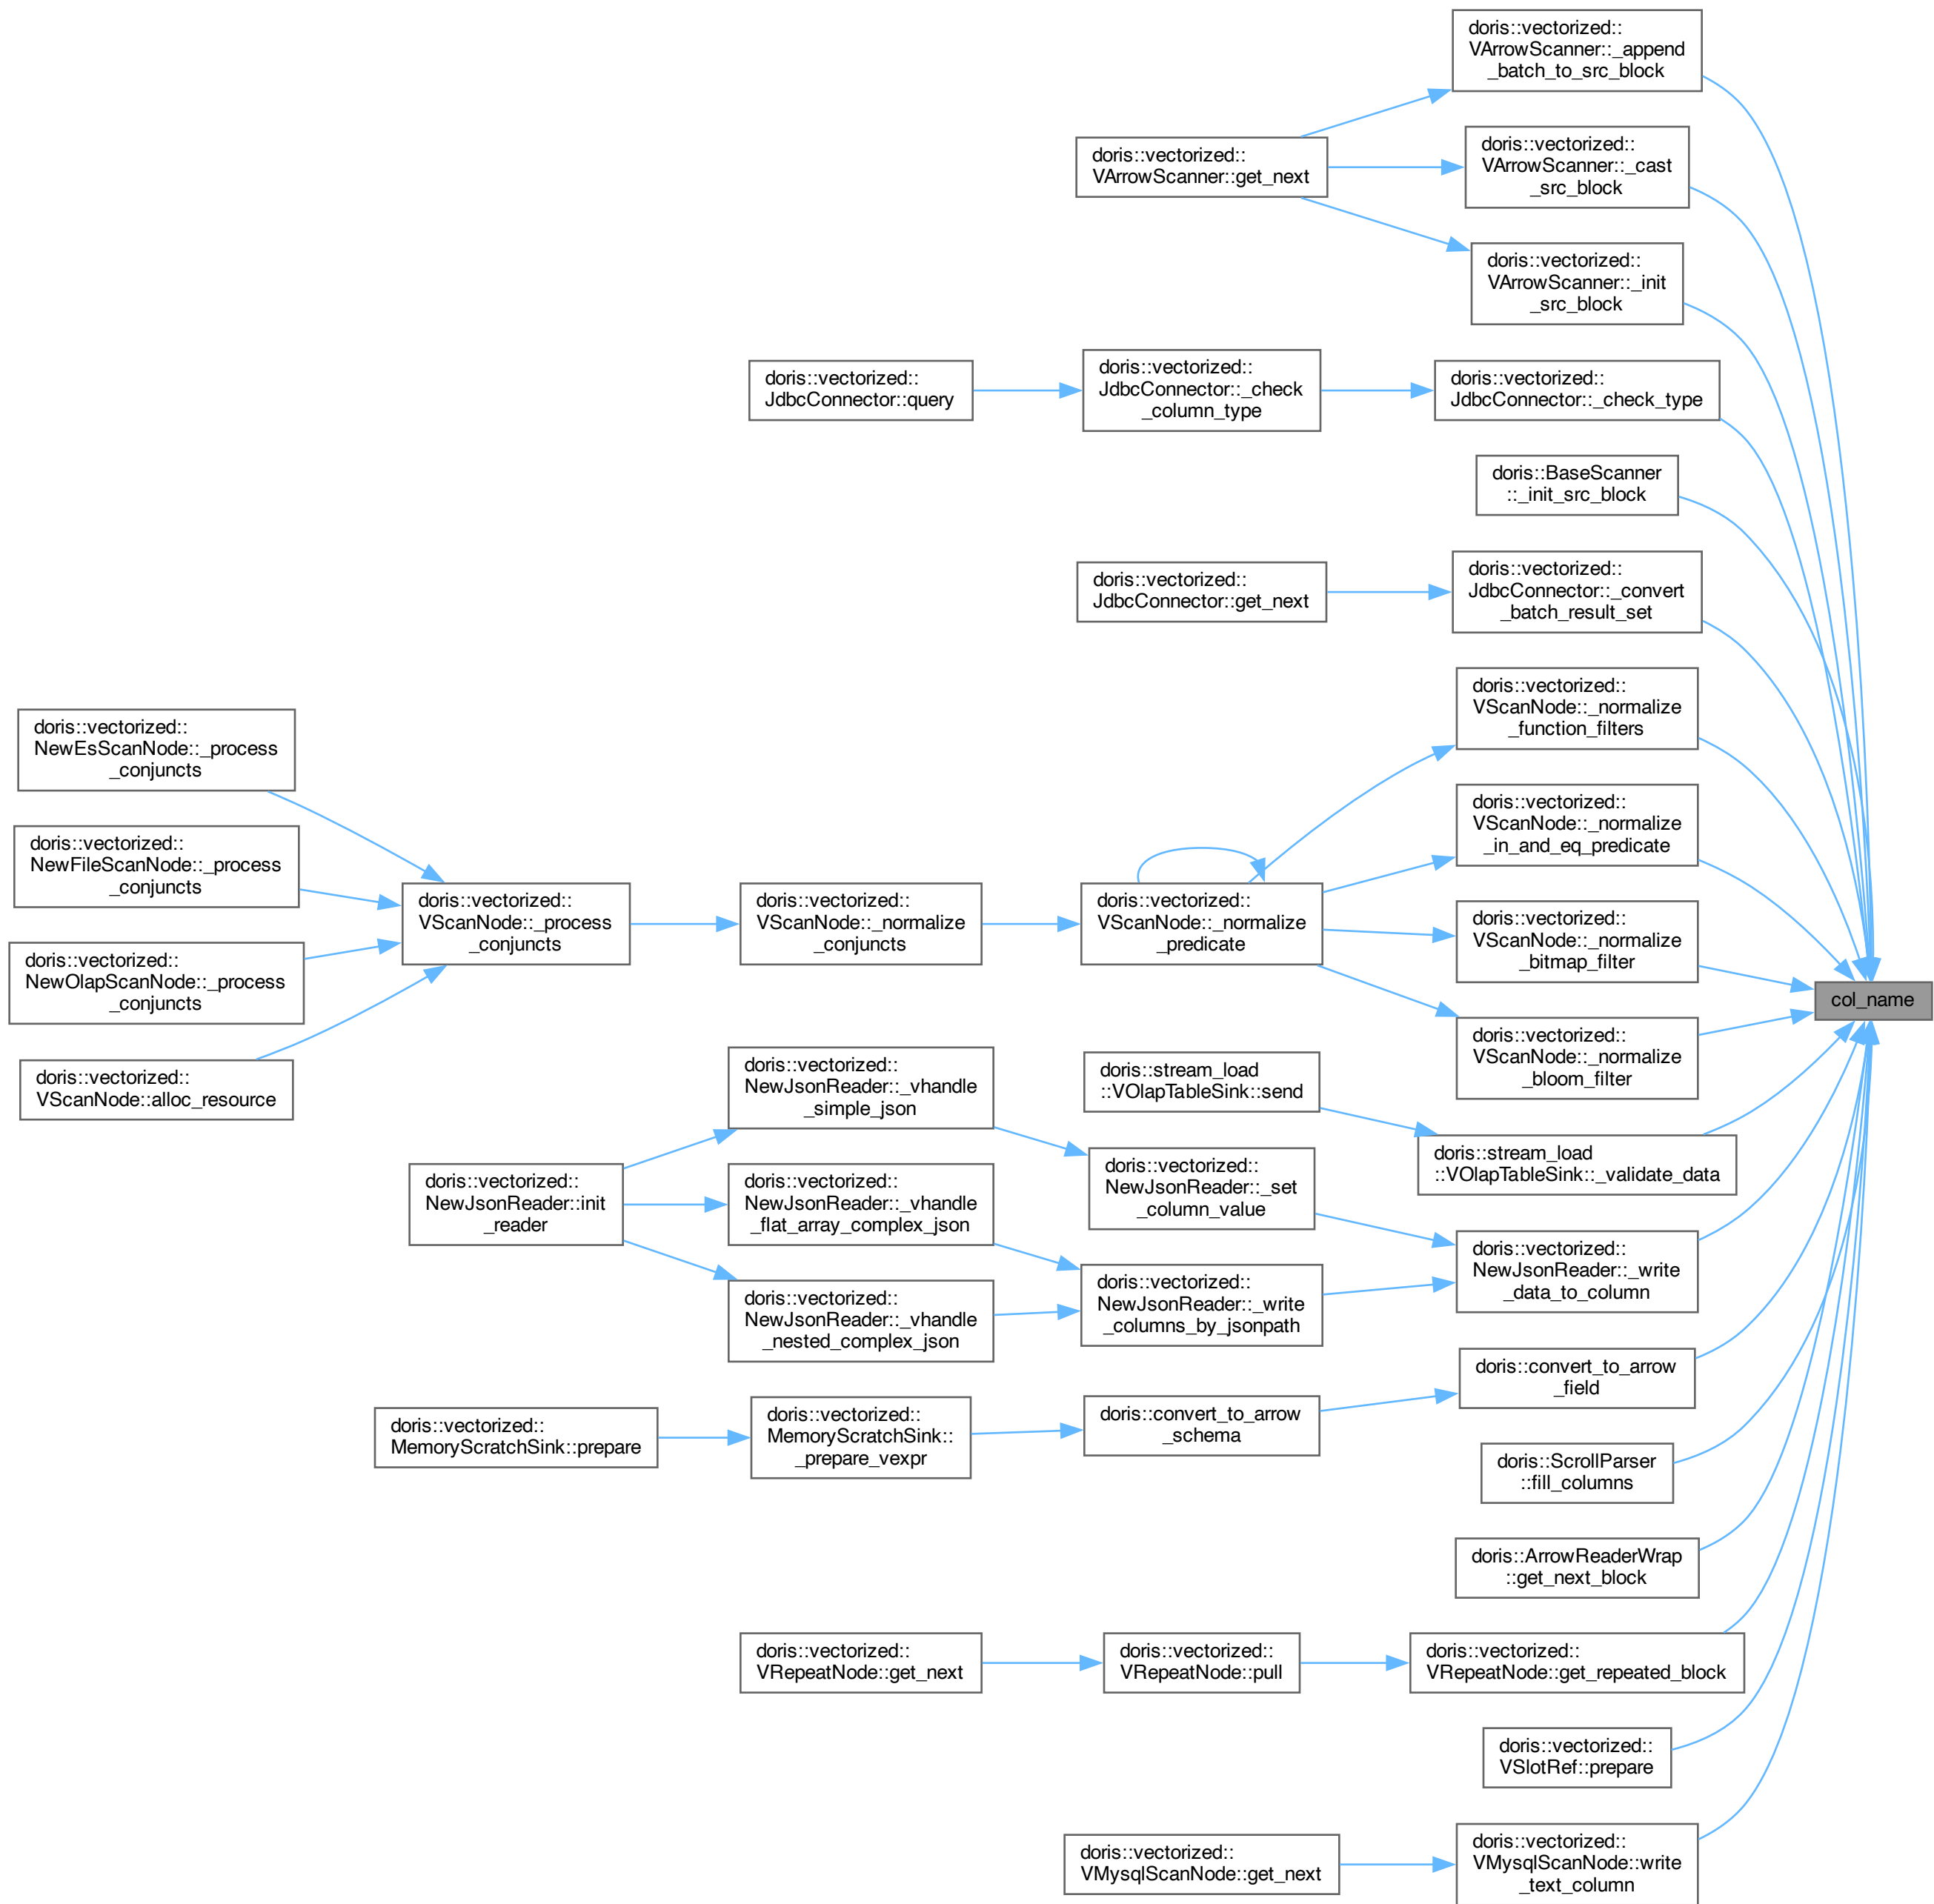 doris::vectorized::
VArrowScanner::_append
_batch_to_src_block
doris::vectorized::
VArrowScanner::get_next
doris::vectorized::
VArrowScanner::_cast
_src_block
doris::vectorized::
VArrowScanner::_init
_src_block
doris::vectorized::
JdbcConnector::query
doris::vectorized::
JdbcConnector::_check
_column_type
doris::vectorized::
JdbcConnector::_check_type
doris::BaseScanner
::_init_src_block
doris::vectorized::
JdbcConnector::get_next
doris::vectorized::
JdbcConnector::_convert
_batch_result_set
doris::vectorized::
VScanNode::_normalize
_function_filters
doris::vectorized::
NewEsScanNode::_process
_conjuncts
doris::vectorized::
VScanNode::_normalize
_in_and_eq_predicate
doris::vectorized::
NewFileScanNode::_process
_conjuncts
doris::vectorized::
VScanNode::_process
_conjuncts
doris::vectorized::
VScanNode::_normalize
_conjuncts
doris::vectorized::
VScanNode::_normalize
_predicate
doris::vectorized::
VScanNode::_normalize
_bitmap_filter
doris::vectorized::
NewOlapScanNode::_process
_conjuncts
col_name
doris::vectorized::
VScanNode::_normalize
_bloom_filter
doris::vectorized::
VScanNode::alloc_resource
doris::vectorized::
NewJsonReader::_vhandle
_simple_json
doris::stream_load
::VOlapTableSink::send
doris::stream_load
::VOlapTableSink::_validate_data
doris::vectorized::
NewJsonReader::init
_reader
doris::vectorized::
NewJsonReader::_vhandle
_flat_array_complex_json
doris::vectorized::
NewJsonReader::_set
_column_value
doris::vectorized::
NewJsonReader::_write
_data_to_column
doris::vectorized::
NewJsonReader::_vhandle
_nested_complex_json
doris::vectorized::
NewJsonReader::_write
_columns_by_jsonpath
doris::convert_to_arrow
_field
doris::vectorized::
MemoryScratchSink::prepare
doris::vectorized::
MemoryScratchSink::
_prepare_vexpr
doris::convert_to_arrow
_schema
doris::ScrollParser
::fill_columns
doris::ArrowReaderWrap
::get_next_block
doris::vectorized::
VRepeatNode::get_next
doris::vectorized::
VRepeatNode::pull
doris::vectorized::
VRepeatNode::get_repeated_block
doris::vectorized::
VSlotRef::prepare
doris::vectorized::
VMysqlScanNode::get_next
doris::vectorized::
VMysqlScanNode::write
_text_column